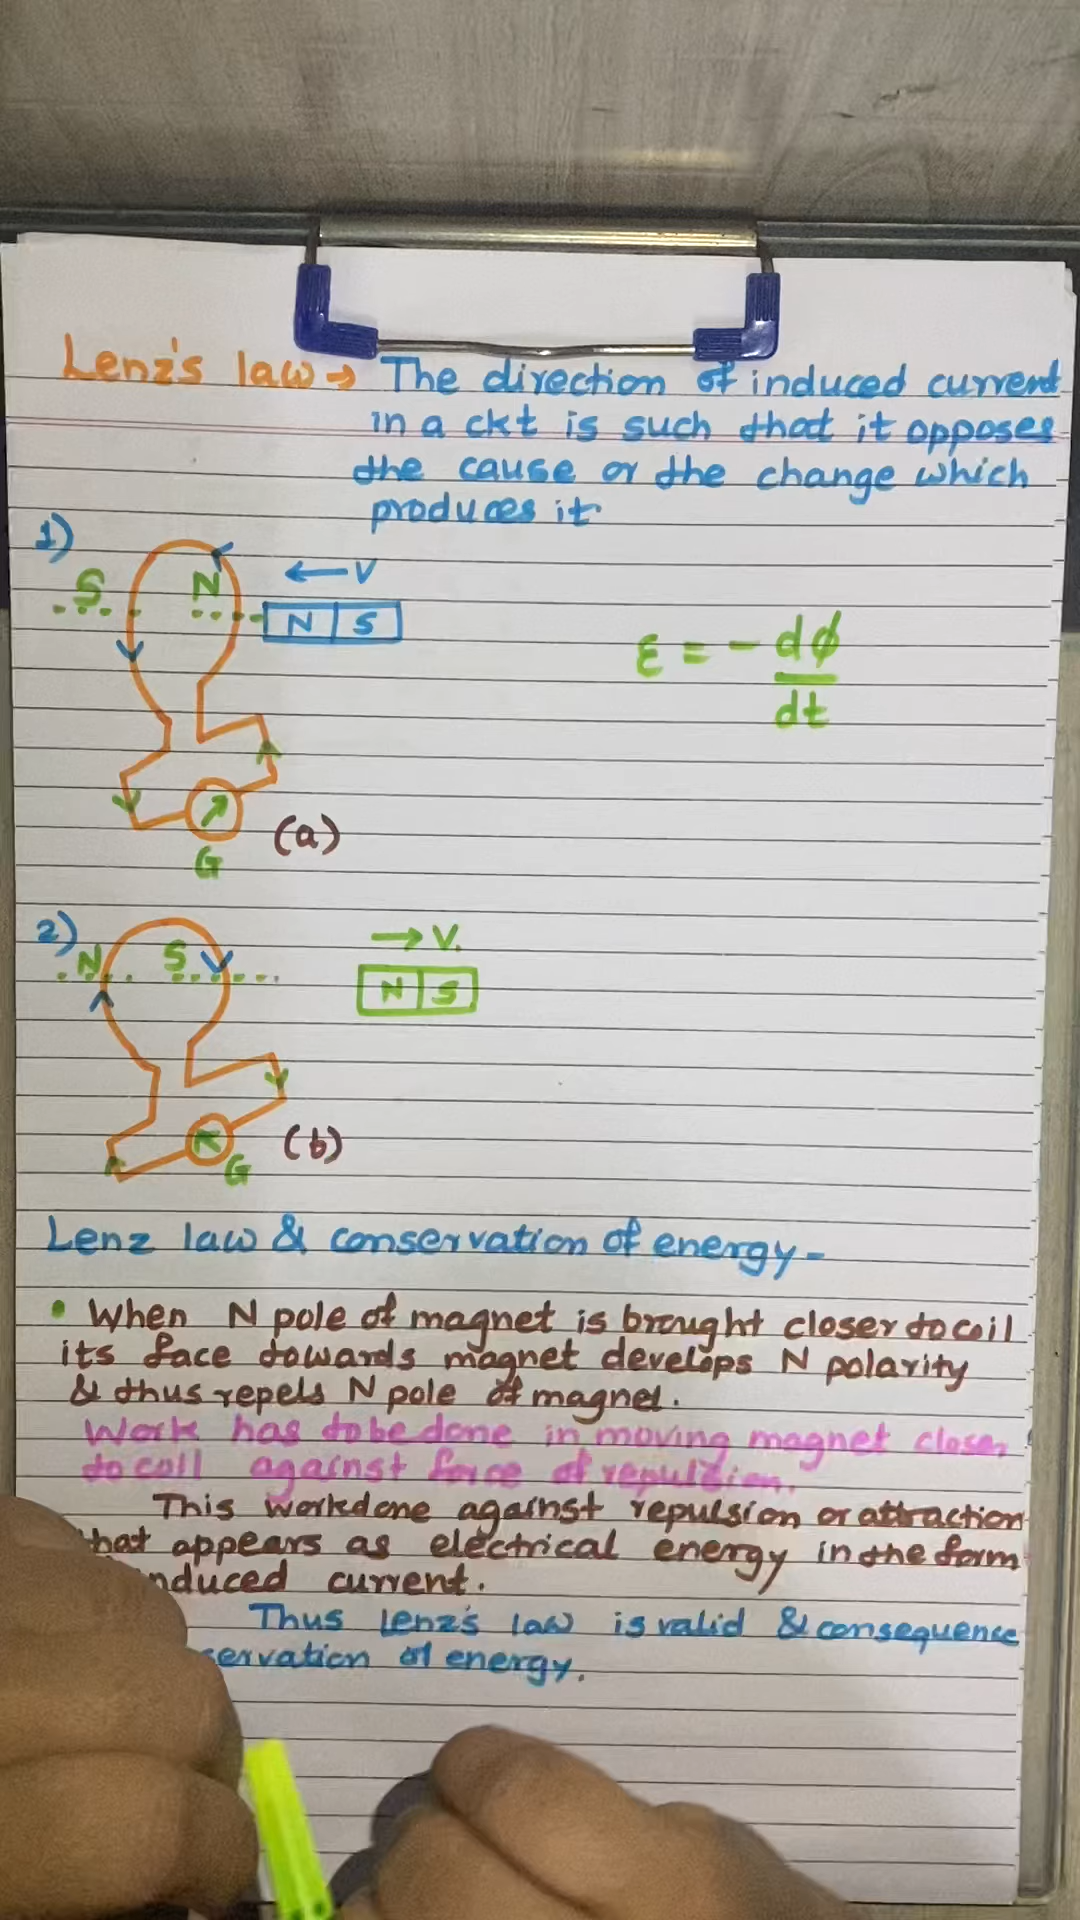 Lenz's law → The direction of induced current
in a ckt is such that it opposes
the cause or the change which
produces it.
1)
S N ← V
N S
ε = - dφ
dt
(a)
G
2)
N S → V.
N S
(b)
G
Lenz law & conservation of energy-
• When N pole of magnet is brought closer to coil
its face towards magnet develops N polarity
& thus repels N pole of magnet.
Work has to be done in moving magnet closer
to coil against force of repulsion.
This workdone against repulsion or attraction
that appears as electrical energy in the form
induced current.
Thus Lenz's law is valid & consequence
servation of energy.